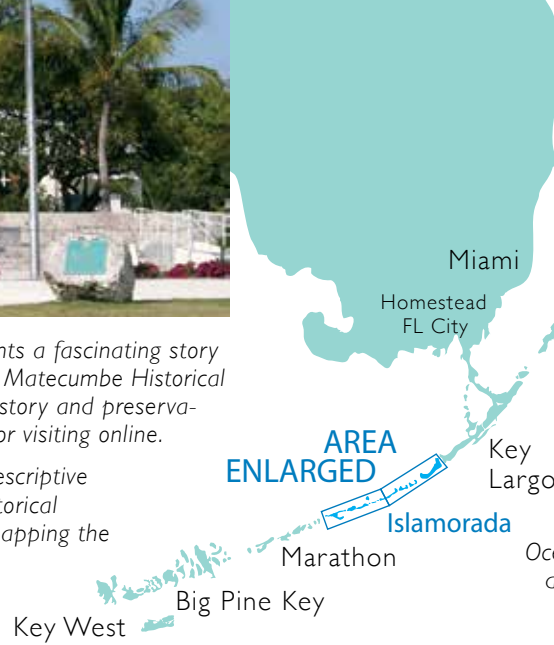 nts a fascinating story
Matecumbe Historical
story and preserva-
or visiting online.
escriptive
torical
apping the
Miami
Homestead
FL City
AREA
ENLARGED
Key
Largo
Islamorada
Marathon
Big Pine Key
Key West
Oce